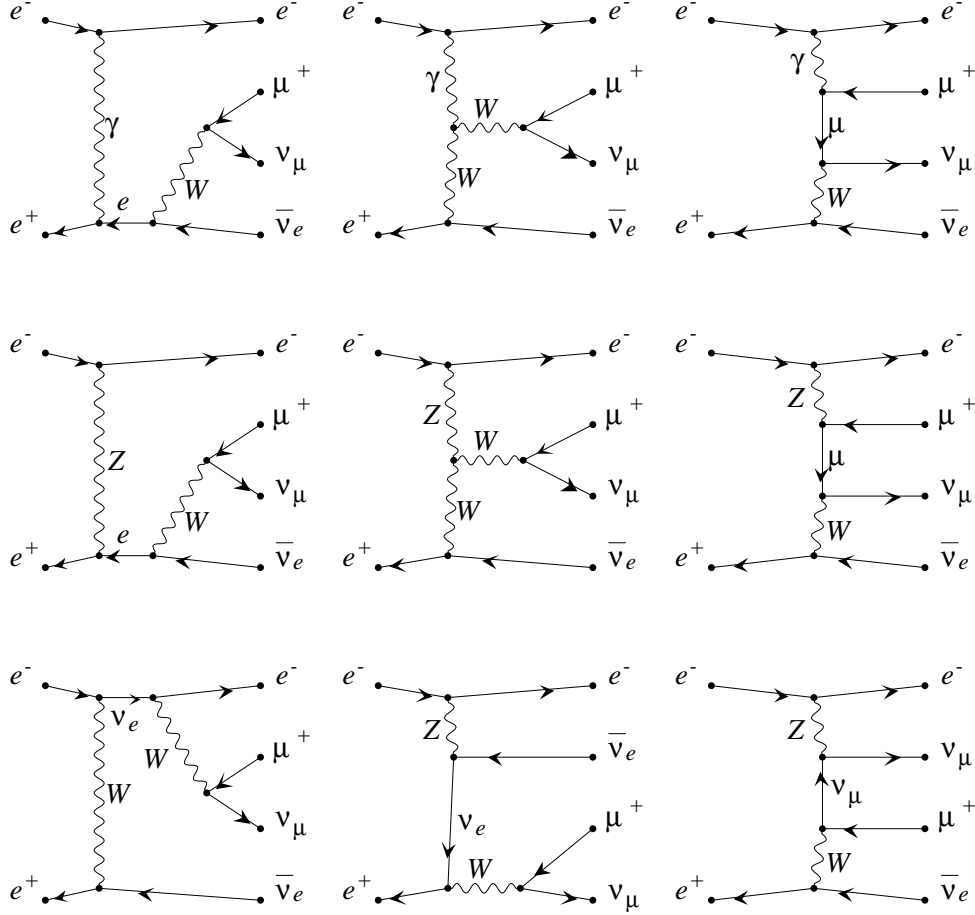 e⁻ e⁻ e⁻ e⁻ e⁻ e⁻
μ⁺ μ⁺ γ μ⁺
γ W γ μ
ν_μ ν_μ ν_μ
W W W
e⁺ e ν̄_e e⁺ ν̄_e e⁺ ν̄_e
e⁻ e⁻ e⁻ e⁻ e⁻ e⁻
μ⁺ Z μ⁺ Z μ⁺
Z W μ
ν_μ ν_μ ν_μ
W W W
e⁺ e ν̄_e e⁺ ν̄_e e⁺ ν̄_e
e⁻ e⁻ e⁻ e⁻ e⁻ e⁻
ν_e Z Z
W μ⁺ ν̄_e ν_μ
W ν_e ν_μ
ν_μ μ⁺ μ⁺
W W
e⁺ ν̄_e e⁺ ν_μ e⁺ ν̄_e